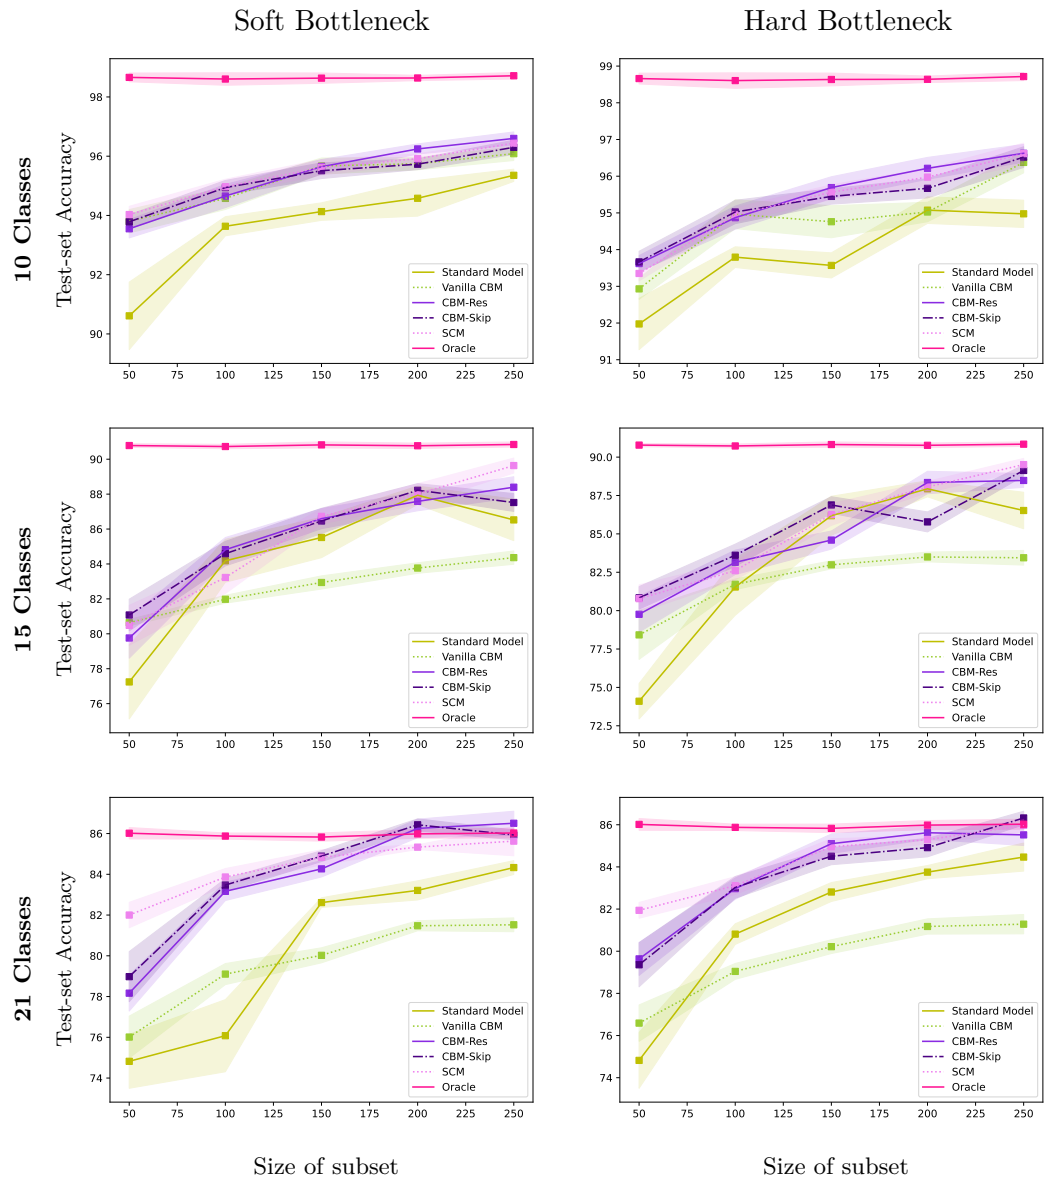 Soft Bottleneck
Hard Bottleneck
10 Classes
Test-set Accuracy
98
96
94
92
90
50 75 100 125 150 175 200 225 250
Standard Model
Vanilla CBM
CBM-Res
CBM-Skip
SCM
Oracle
99
98
97
96
95
94
93
92
91
50 75 100 125 150 175 200 225 250
Standard Model
Vanilla CBM
CBM-Res
CBM-Skip
SCM
Oracle
15 Classes
Test-set Accuracy
90
88
86
84
82
80
78
76
50 75 100 125 150 175 200 225 250
Standard Model
Vanilla CBM
CBM-Res
CBM-Skip
SCM
Oracle
90.0
87.5
85.0
82.5
80.0
77.5
75.0
72.5
50 75 100 125 150 175 200 225 250
Standard Model
Vanilla CBM
CBM-Res
CBM-Skip
SCM
Oracle
21 Classes
Test-set Accuracy
86
84
82
80
78
76
74
50 75 100 125 150 175 200 225 250
Standard Model
Vanilla CBM
CBM-Res
CBM-Skip
SCM
Oracle
86
84
82
80
78
76
74
50 75 100 125 150 175 200 225 250
Standard Model
Vanilla CBM
CBM-Res
CBM-Skip
SCM
Oracle
Size of subset
Size of subset